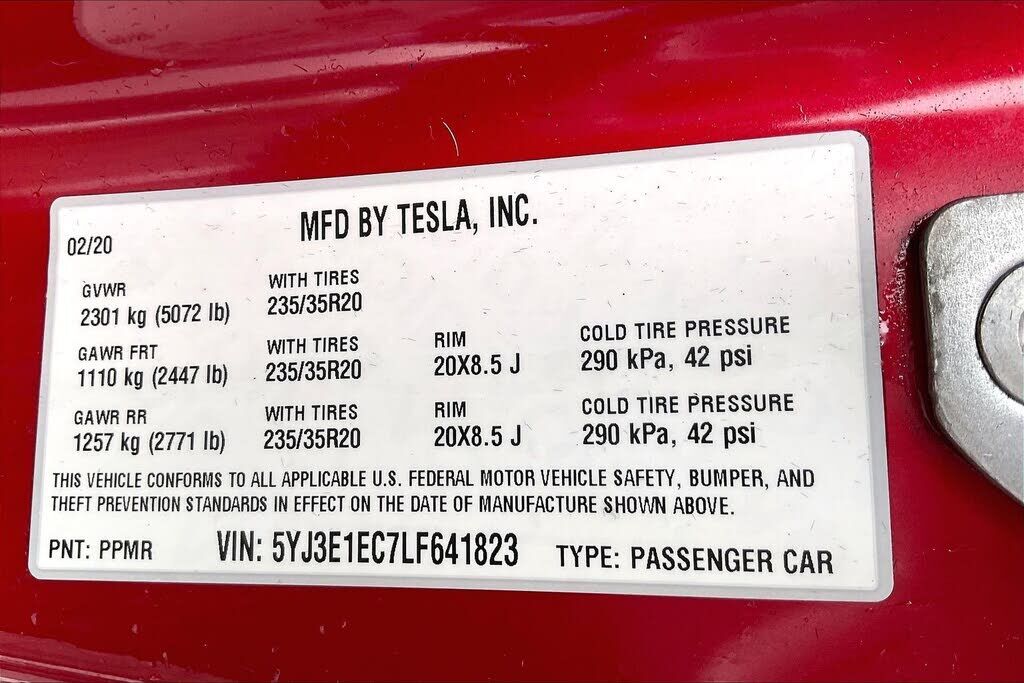 MFD BY TESLA, INC.
02/20
GVWR WITH TIRES
2301 kg (5072 lb) 235/35R20
GAWR FRT WITH TIRES RIM COLD TIRE PRESSURE
1110 kg (2447 lb) 235/35R20 20X8.5 J 290 kPa, 42 psi
GAWR RR WITH TIRES RIM COLD TIRE PRESSURE
1257 kg (2771 lb) 235/35R20 20X8.5 J 290 kPa, 42 psi
THIS VEHICLE CONFORMS TO ALL APPLICABLE U.S. FEDERAL MOTOR VEHICLE SAFETY, BUMPER, AND
THEFT PREVENTION STANDARDS IN EFFECT ON THE DATE OF MANUFACTURE SHOWN ABOVE.
PNT: PPMR VIN: 5YJ3E1EC7LF641823 TYPE: PASSENGER CAR